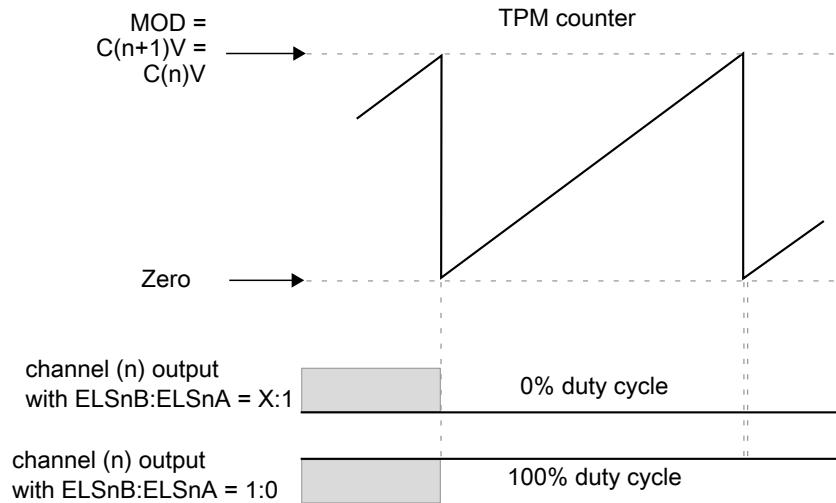 MOD =
C(n+1)V =
C(n)V
TPM counter
Zero
channel (n) output
with ELSnB:ELSnA = X:1
0% duty cycle
channel (n) output
with ELSnB:ELSnA = 1:0
100% duty cycle